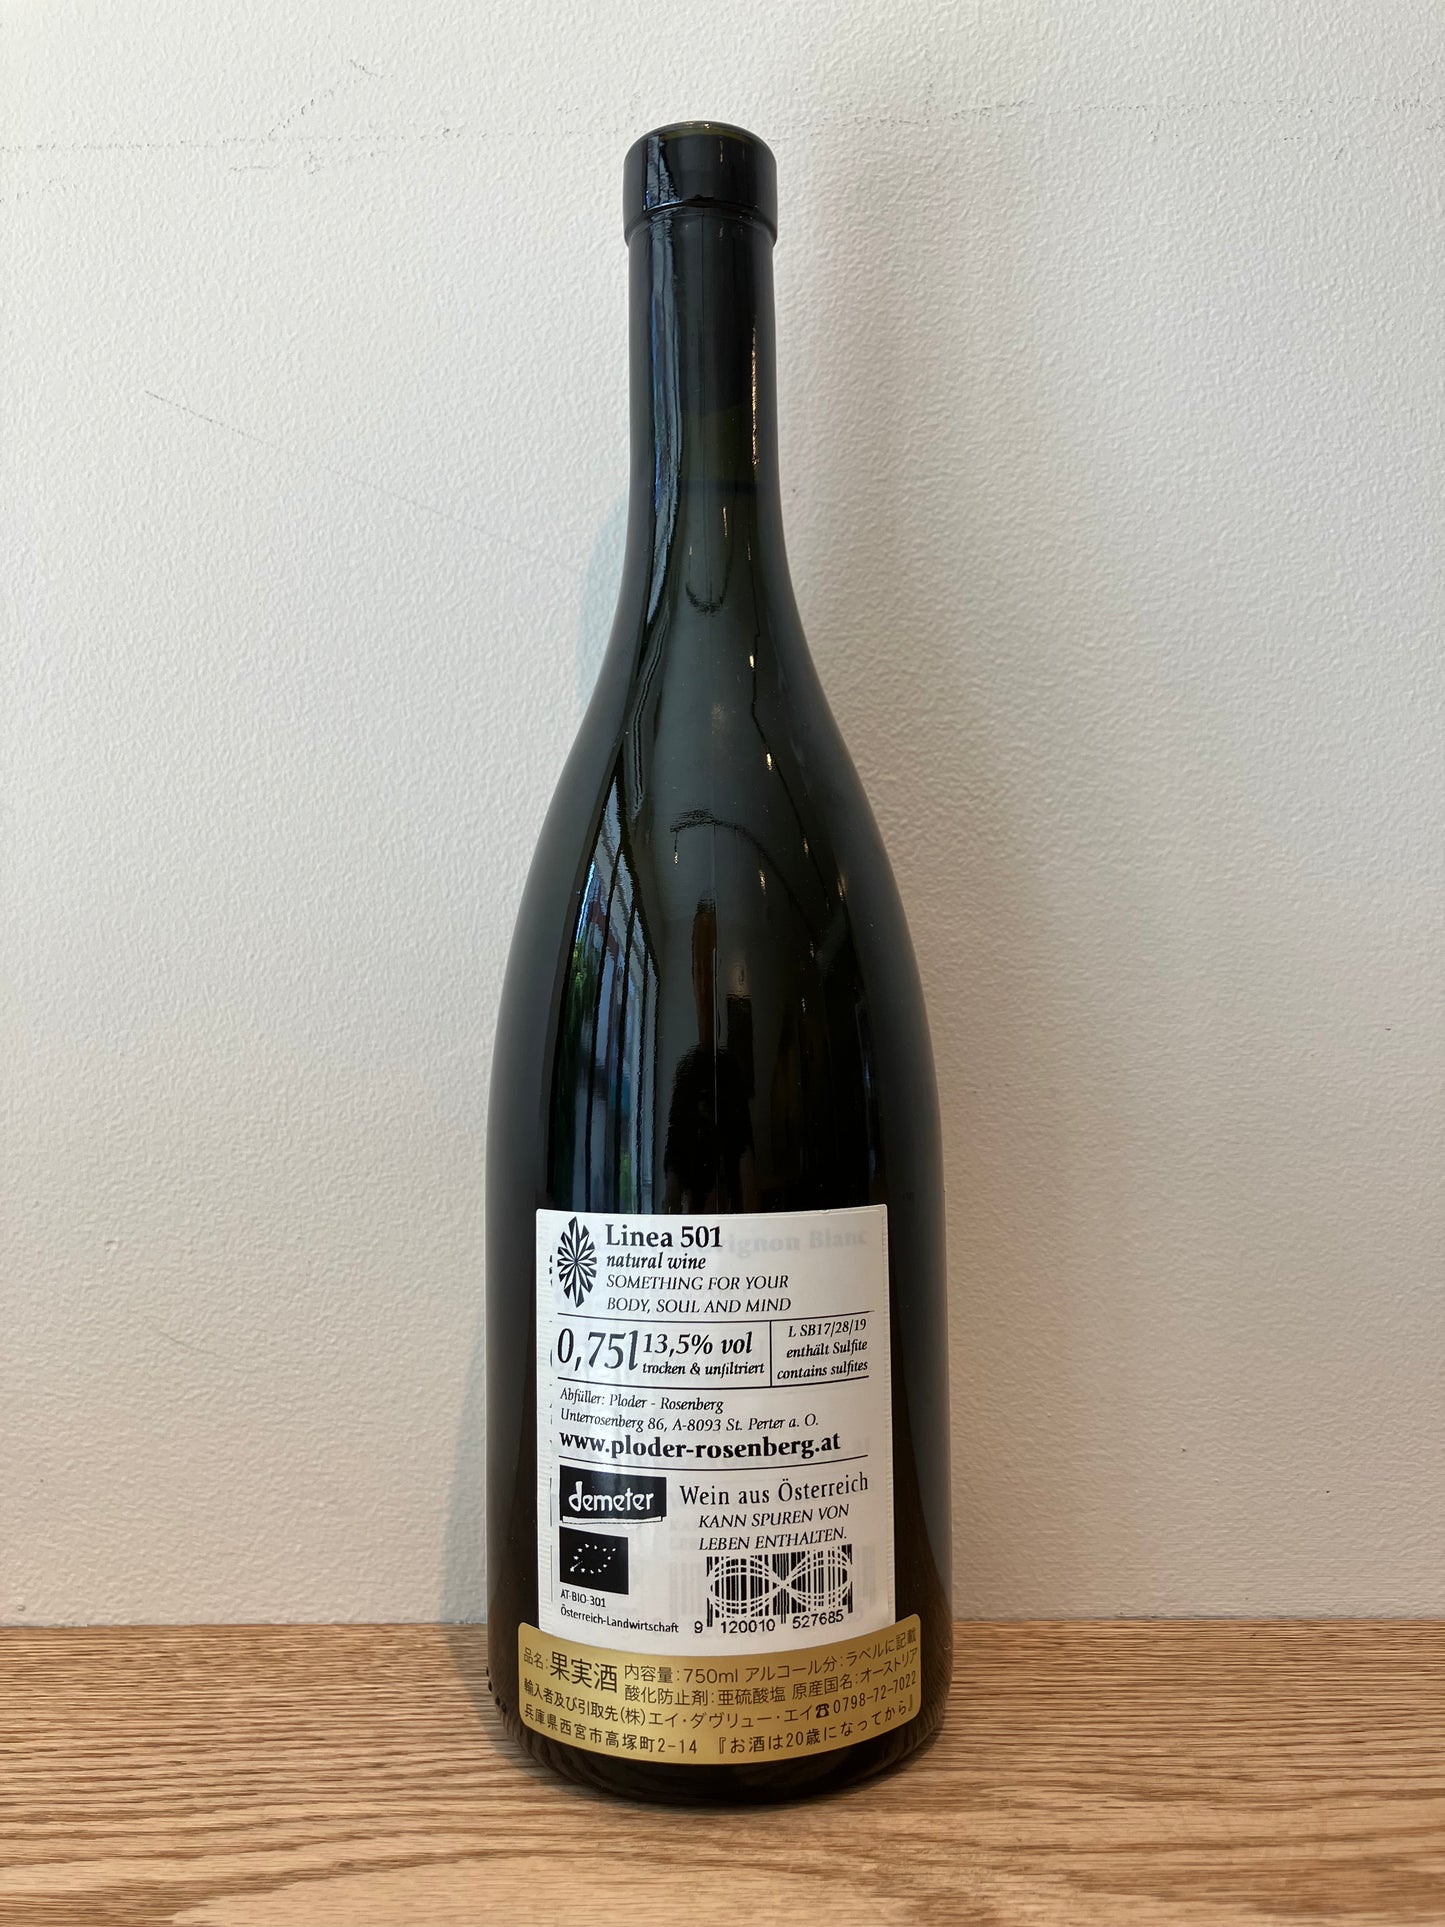 Linea 501
natural wine
SOMETHING FOR YOUR
BODY, SOUL AND MIND
0,75l 13,5% vol
trocken & unfiltriert
L SB17/28/19
enthält Sulfite
contains sulfites
Abfüller: Ploder - Rosenberg
Unterrosenberg 86, A-8093 St. Perter a. O.
www.ploder-rosenberg.at
demeter
Wein aus Österreich
KANN SPUREN VON
LEBEN ENTHALTEN.
AT-BIO-301
Österreich-Landwirtschaft
9 120010 527685
品名:果実酒 内容量:750ml アルコール分:ラベルに記載
酸化防止剤:亜硫酸塩 原産国名:オーストリア
輸入者及び引取先(株)エイ・ダヴリュー・エイ☎0798-72-7022
兵庫県西宮市高塚町2-14 『お酒は20歳になってから』